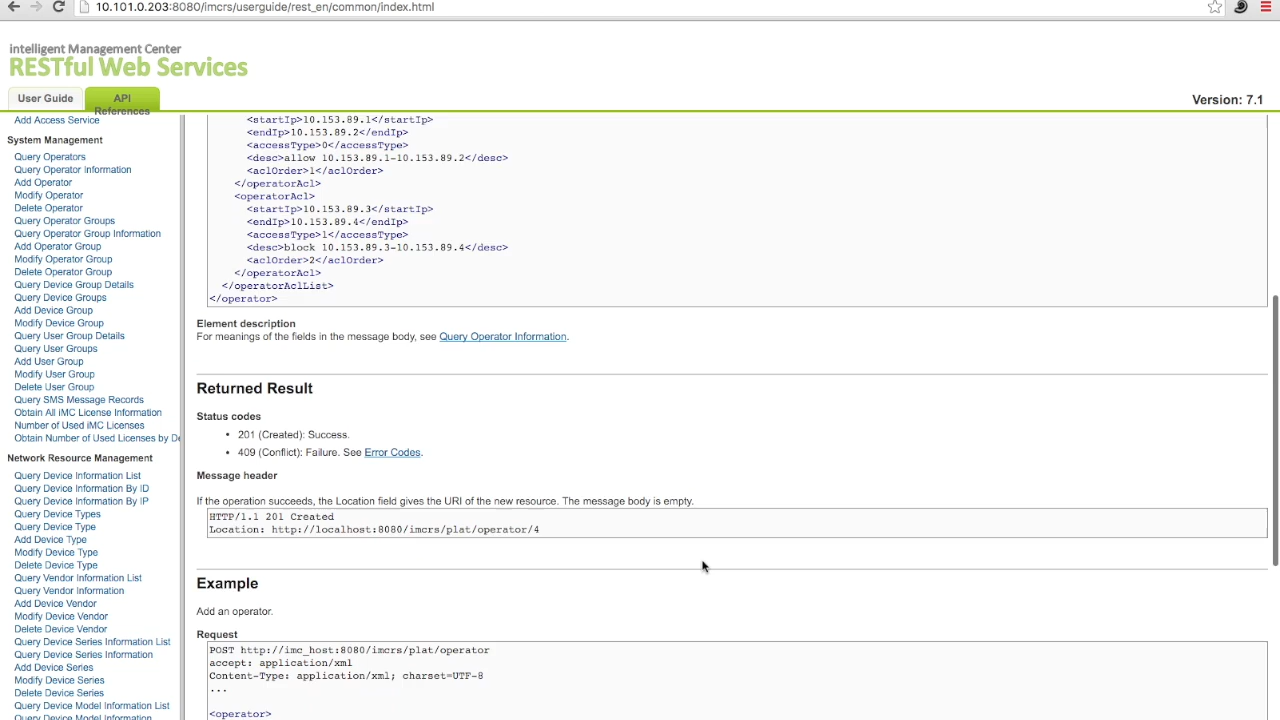 10.101.0.203:8080/imcrs/userguide/rest_en/common/index.html
intelligent Management Center
RESTful Web Services
User Guide
API References
Version: 7.1
Add Access Service
System Management
Query Operators
Query Operator Information
Add Operator
Modify Operator
Delete Operator
Query Operator Groups
Query Operator Group Information
Add Operator Group
Modify Operator Group
Delete Operator Group
Query Device Group Details
Query Device Groups
Add Device Group
Modify Device Group
Query User Group Details
Query User Groups
Add User Group
Modify User Group
Delete User Group
Query SMS Message Records
Obtain All iMC License Information
Number of Used iMC Licenses
Obtain Number of Used Licenses by De
Network Resource Management
Query Device Information List
Query Device Information By ID
Query Device Information By IP
Query Device Types
Query Device Type
Add Device Type
Modify Device Type
Delete Device Type
Query Vendor Information List
Query Vendor Information
Add Device Vendor
Modify Device Vendor
Delete Device Vendor
Query Device Series Information List
Query Device Series Information
Add Device Series
Modify Device Series
Delete Device Series
Query Device Model Information List
Query Device Model Information
<startIp>10.153.89.1</startIp>
<endIp>10.153.89.2</endIp>
<accessType>0</accessType>
<desc>allow 10.153.89.1-10.153.89.2</desc>
<aclOrder>1</aclOrder>
</operatorAcl>
<operatorAcl>
<startIp>10.153.89.3</startIp>
<endIp>10.153.89.4</endIp>
<accessType>1</accessType>
<desc>block 10.153.89.3-10.153.89.4</desc>
<aclOrder>2</aclOrder>
</operatorAcl>
</operatorAclList>
</operator>
Element description
For meanings of the fields in the message body, see Query Operator Information.
Returned Result
Status codes
• 201 (Created): Success.
• 409 (Conflict): Failure. See Error Codes.
Message header
If the operation succeeds, the Location field gives the URI of the new resource. The message body is empty.
HTTP/1.1 201 Created
Location: http://localhost:8080/imcrs/plat/operator/4
Example
Add an operator.
Request
POST http://imc_host:8080/imcrs/plat/operator
accept: application/xml
Content-Type: application/xml; charset=UTF-8
...
<operator>